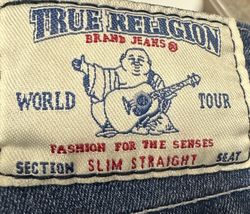 TRUE RELIGION
BRAND JEANS®
WORLD TOUR
FASHION FOR THE SENSES
SECTION SLIM STRAIGHT SEAT